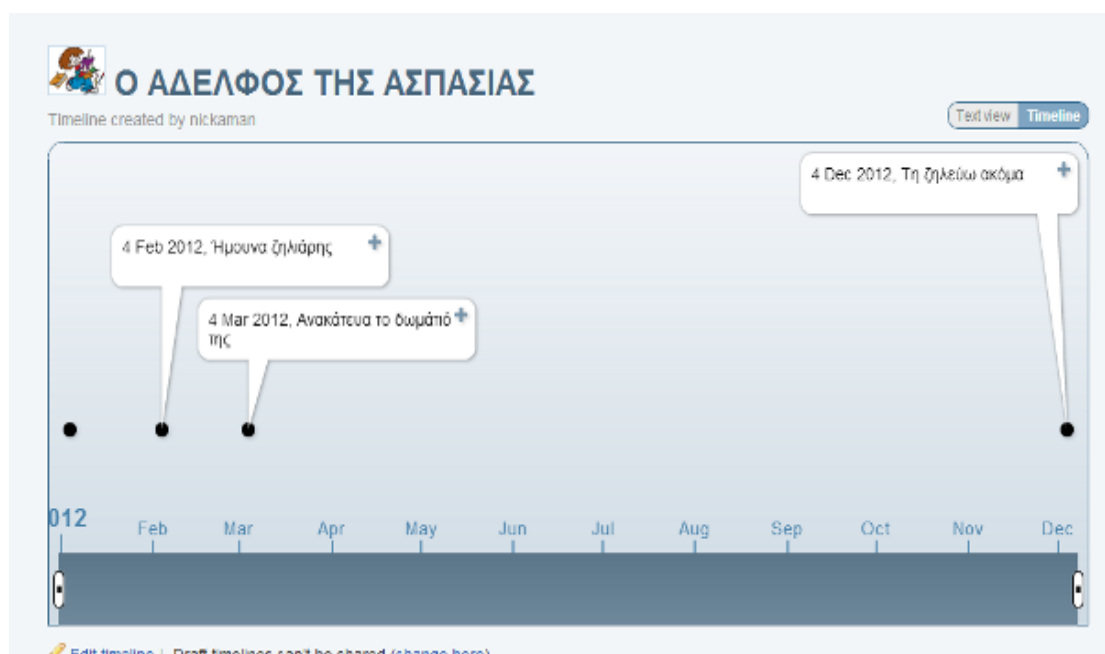 Ο ΑΔΕΛΦΟΣ ΤΗΣ ΑΣΠΑΣΙΑΣ
Timeline created by nickaman
Text view Timeline
4 Dec 2012, Τη ζηλεύω ακόμα
4 Feb 2012, Ήμουνα ζηλιάρης
4 Mar 2012, Ανακάτευα το δωμάτιό
της
012 Feb Mar Apr May Jun Jul Aug Sep Oct Nov Dec
Edit timeline | Draft timelines can't be shared (change here)